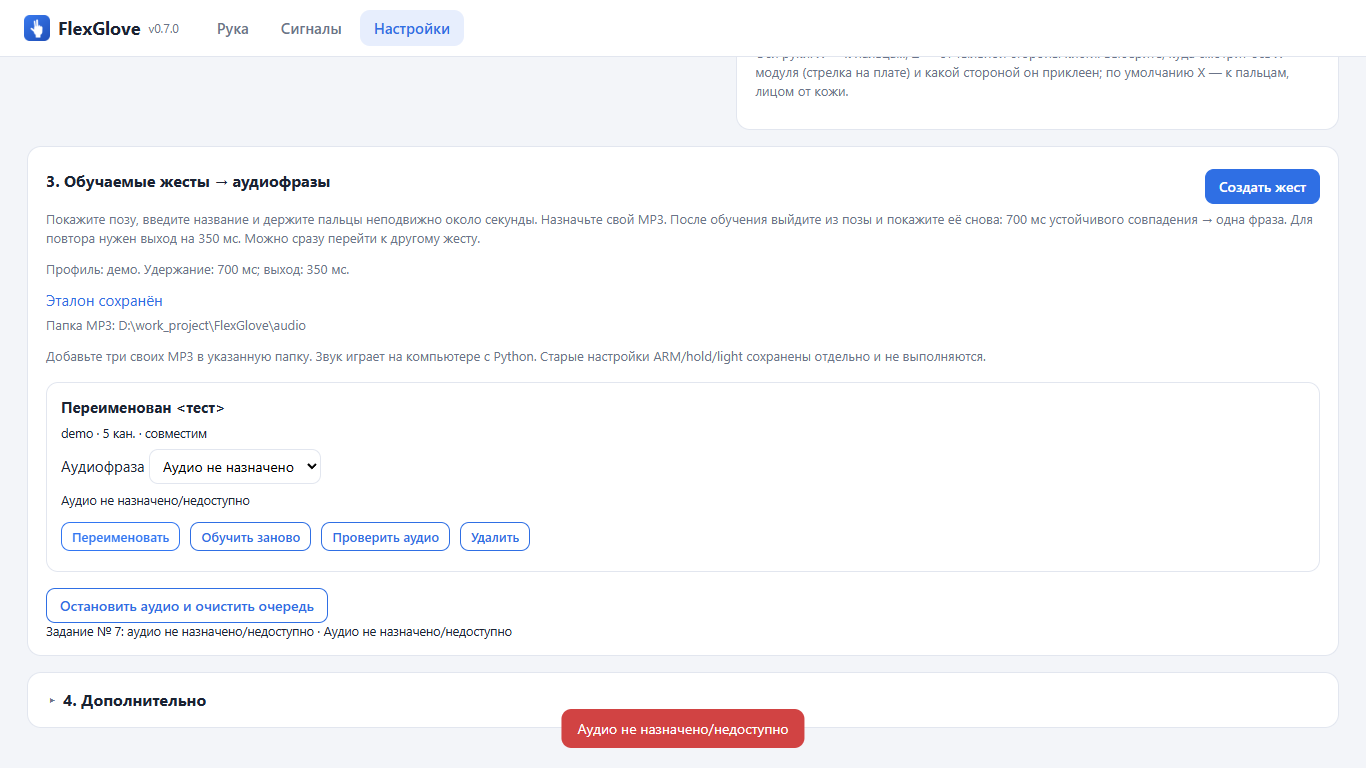 FlexGlove v0.7.0 Рука Сигналы Настройки
модуля (стрелка на плате) и какой стороной он приклеен; по умолчанию X — к пальцам,
лицом от кожи.
3. Обучаемые жесты → аудиофразы
Создать жест
Покажите позу, введите название и держите пальцы неподвижно около секунды. Назначьте свой MP3. После обучения выйдите из позы и покажите её снова: 700 мс устойчивого совпадения → одна фраза. Для
повтора нужен выход на 350 мс. Можно сразу перейти к другому жесту.
Профиль: демо. Удержание: 700 мс; выход: 350 мс.
Эталон сохранён
Папка MP3: D:\work_project\FlexGlove\audio
Добавьте три своих MP3 в указанную папку. Звук играет на компьютере с Python. Старые настройки ARM/hold/light сохранены отдельно и не выполняются.
Переименован <тест>
demo · 5 кан. · совместим
Аудиофраза Аудио не назначено
Аудио не назначено/недоступно
Переименовать Обучить заново Проверить аудио Удалить
Остановить аудио и очистить очередь
Задание № 7: аудио не назначено/недоступно · Аудио не назначено/недоступно
4. Дополнительно
Аудио не назначено/недоступно